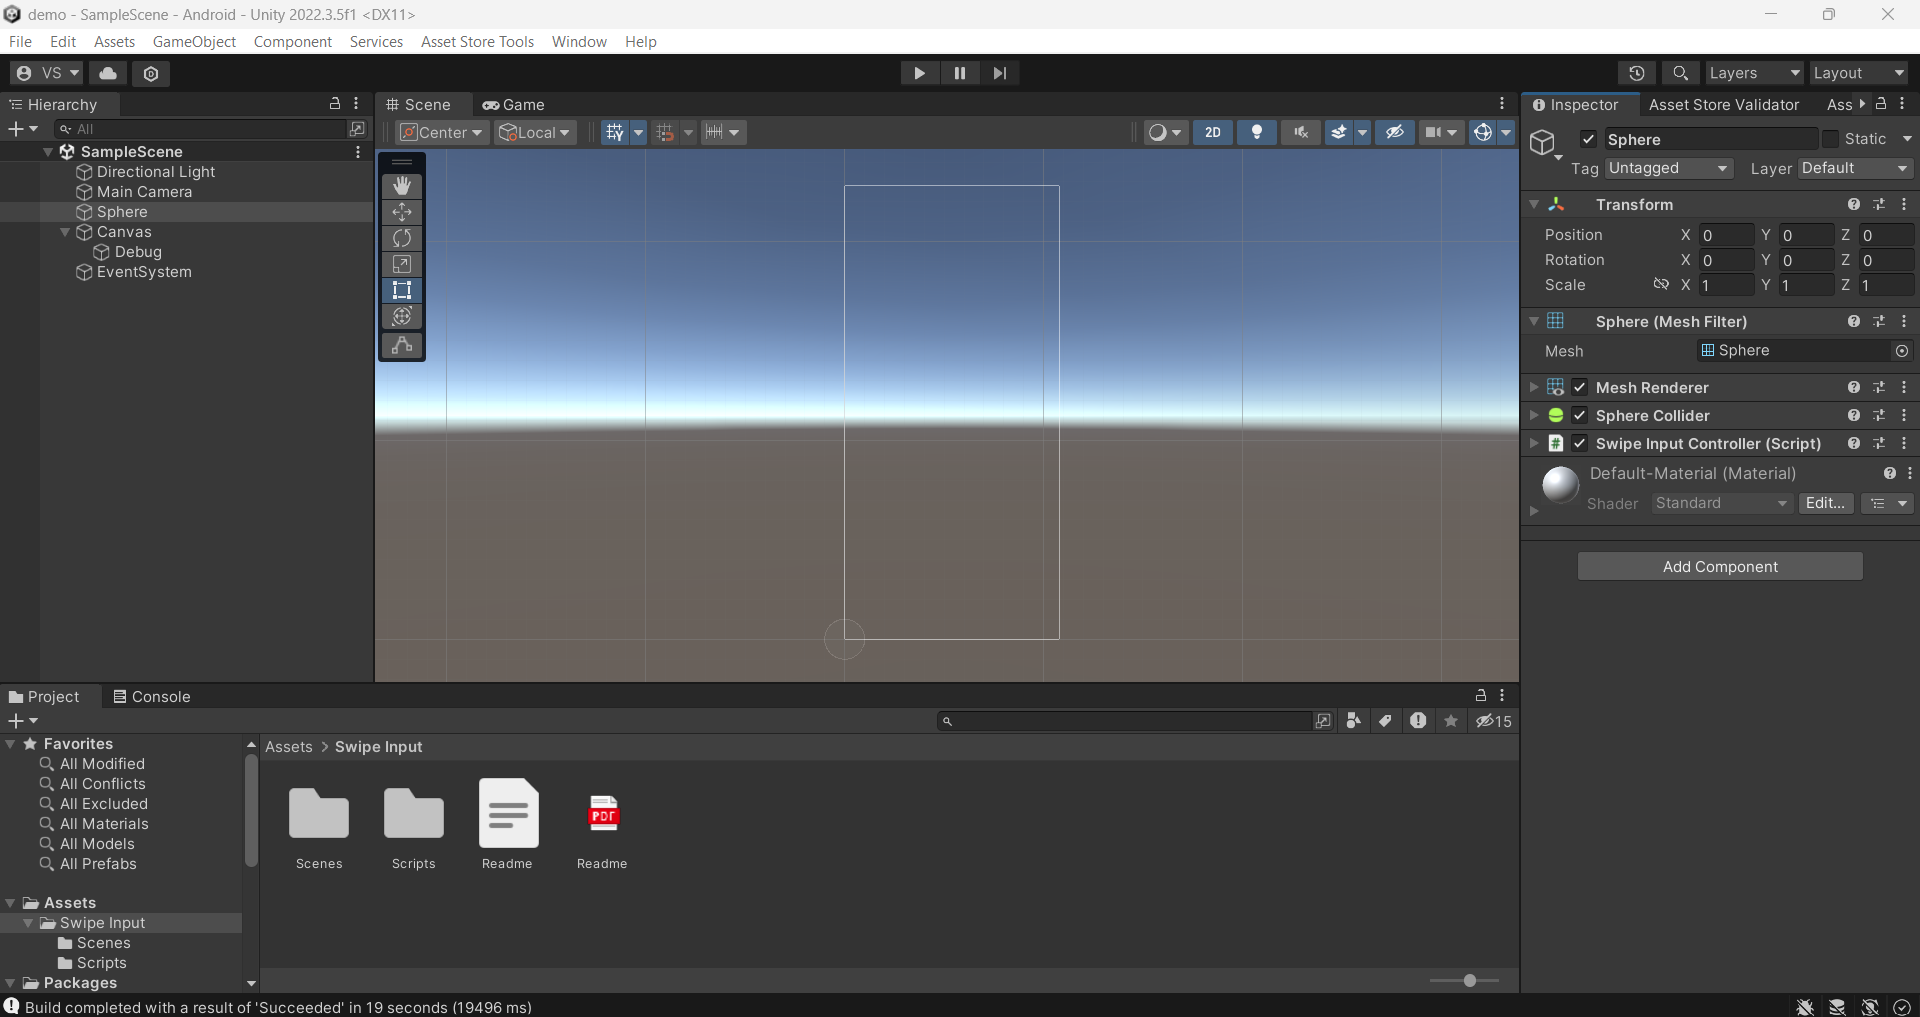 demo - SampleScene - Android - Unity 2022.3.5f1 <DX11>
File Edit Assets GameObject Component Services Asset Store Tools Window Help
VS
Layers Layout
Hierarchy
All
SampleScene
Directional Light
Main Camera
Sphere
Canvas
Debug
EventSystem
Scene Game
Center Local 2D
Inspector Asset Store Validator Ass
Sphere Static
Tag Untagged Layer Default
Transform
Position X 0 Y 0 Z 0
Rotation X 0 Y 0 Z 0
Scale X 1 Y 1 Z 1
Sphere (Mesh Filter)
Mesh Sphere
Mesh Renderer
Sphere Collider
# Swipe Input Controller (Script)
Default-Material (Material)
Shader Standard Edit...
Add Component
Project Console
15
Favorites
All Modified
All Conflicts
All Excluded
All Materials
All Models
All Prefabs
Assets
Swipe Input
Scenes
Scripts
Packages
Assets > Swipe Input
PDF
Scenes Scripts Readme Readme
Build completed with a result of 'Succeeded' in 19 seconds (19496 ms)